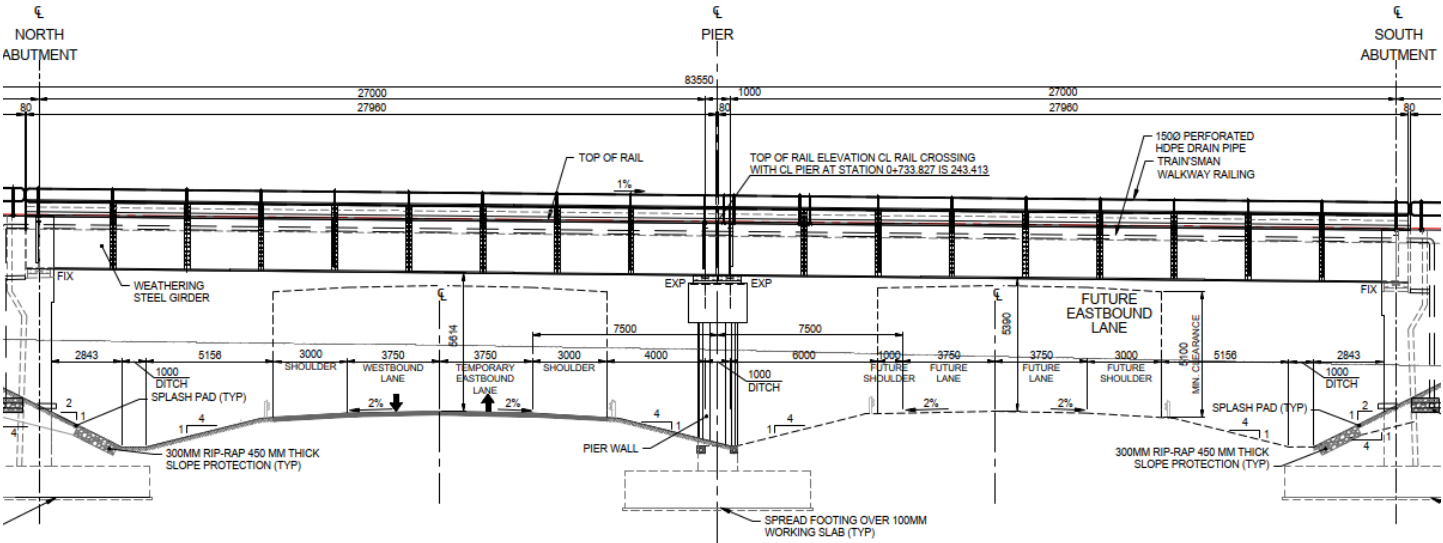 ℄
NORTH
ABUTMENT
℄
PIER
℄
SOUTH
ABUTMENT
83550
27000
1000
27000
80
27960
80
27960
80
TOP OF RAIL
TOP OF RAIL ELEVATION CL RAIL CROSSING
WITH CL PIER AT STATION 0+733.827 IS 243.413
150Ø PERFORATED
HDPE DRAIN PIPE
TRAIN'SMAN
WALKWAY RAILING
1%
FIX
WEATHERING
STEEL GIRDER
EXP
EXP
FIX
℄
℄
FUTURE
EASTBOUND
LANE
5614
5390
5100
MIN. CLEARANCE
7500
7500
2843
5156
3000
3750
3750
3000
4000
6000
1000
3750
3750
3000
5156
2843
1000
DITCH
SHOULDER
WESTBOUND
LANE
TEMPORARY
EASTBOUND
LANE
SHOULDER
1000
DITCH
FUTURE
SHOULDER
FUTURE
LANE
FUTURE
LANE
FUTURE
SHOULDER
1000
DITCH
SPLASH PAD (TYP)
2
1
4
4
1
2%
2%
4
1
4
1
2%
2%
4
1
SPLASH PAD (TYP)
2
1
4
1
PIER WALL
300MM RIP-RAP 450 MM THICK
SLOPE PROTECTION (TYP)
300MM RIP-RAP 450 MM THICK
SLOPE PROTECTION (TYP)
SPREAD FOOTING OVER 100MM
WORKING SLAB (TYP)